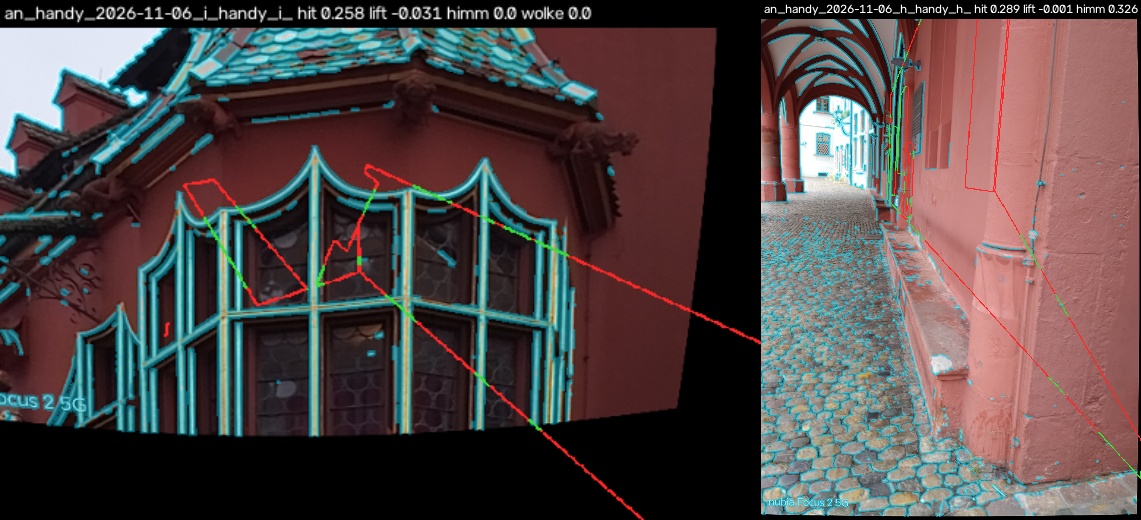 an_handy_2026-11-06_i_handy_i_ hit 0.258 lift -0.031 himm 0.0 wolke 0.0
an_handy_2026-11-06_h_handy_h_ hit 0.289 lift -0.001 himm 0.326
ocus 2 5G
nubia Focus 2 5G